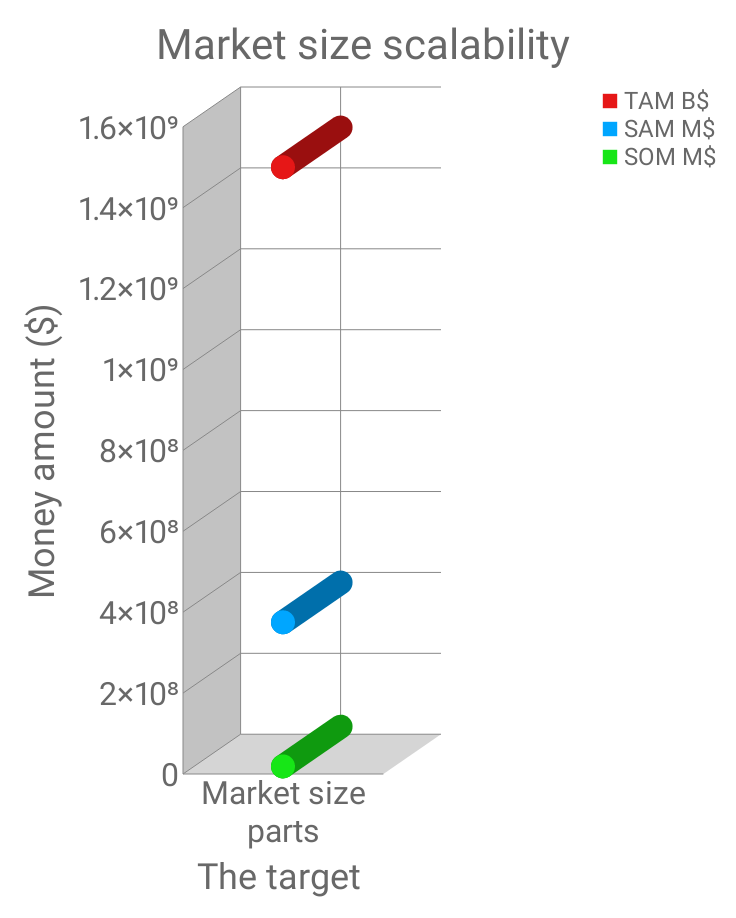 Market size scalability
TAM B$
SAM M$
SOM M$
1.6×10⁹
1.4×10⁹
1.2×10⁹
1×10⁹
8×10⁸
6×10⁸
4×10⁸
2×10⁸
0
Money amount ($)
Market size
parts
The target